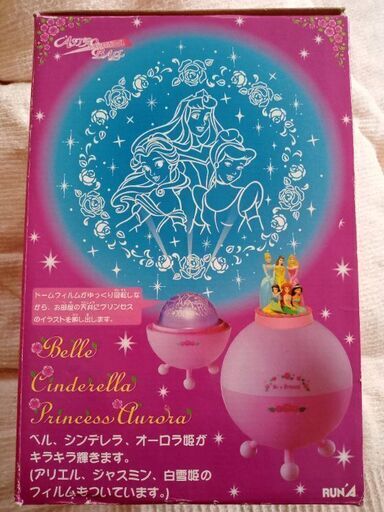 ドームフィルムがゆっくり回転しな
がら、お部屋の天井にプリンセス
のイラストを映し出します。
Belle
Cinderella
Princess Aurora
ベル、シンデレラ、オーロラ姫が
キラキラ輝きます。
(アリエル、ジャスミン、白雪姫の
フィルムもついています。)
RUN'A